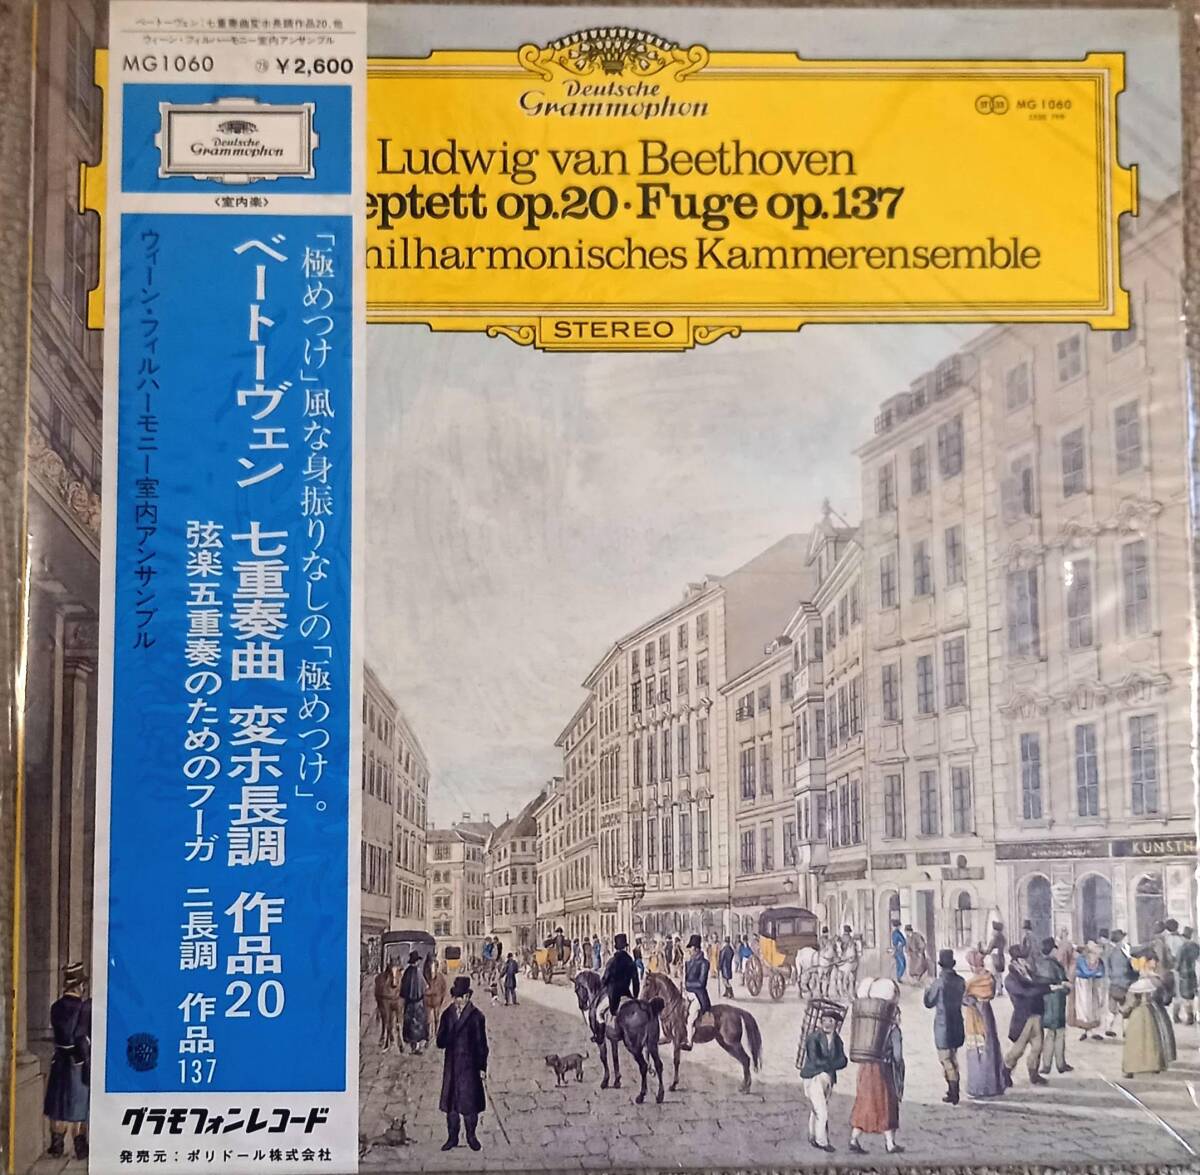 ベートーヴェン:七重奏曲変ホ長調作品20、他
ウィーン・フィルハーモニー室内アンサンブル
MG1060 ¥2,600
Deutsche
Grammophon
〈室内楽〉
「極めつけ」風な身振りなしの「極めつけ」。
ベートーヴェン 七重奏曲 変ホ長調 作品20
弦楽五重奏のためのフーガ ニ長調 作品137
ウィーン・フィルハーモニー室内アンサンブル
グラモフォンレコード
発売元:ポリドール株式会社
Deutsche
Grammophon
MG 1060
Ludwig van Beethoven
eptett op.20·Fuge op.137
hilharmonisches Kammerensemble
STEREO
KUNSTH